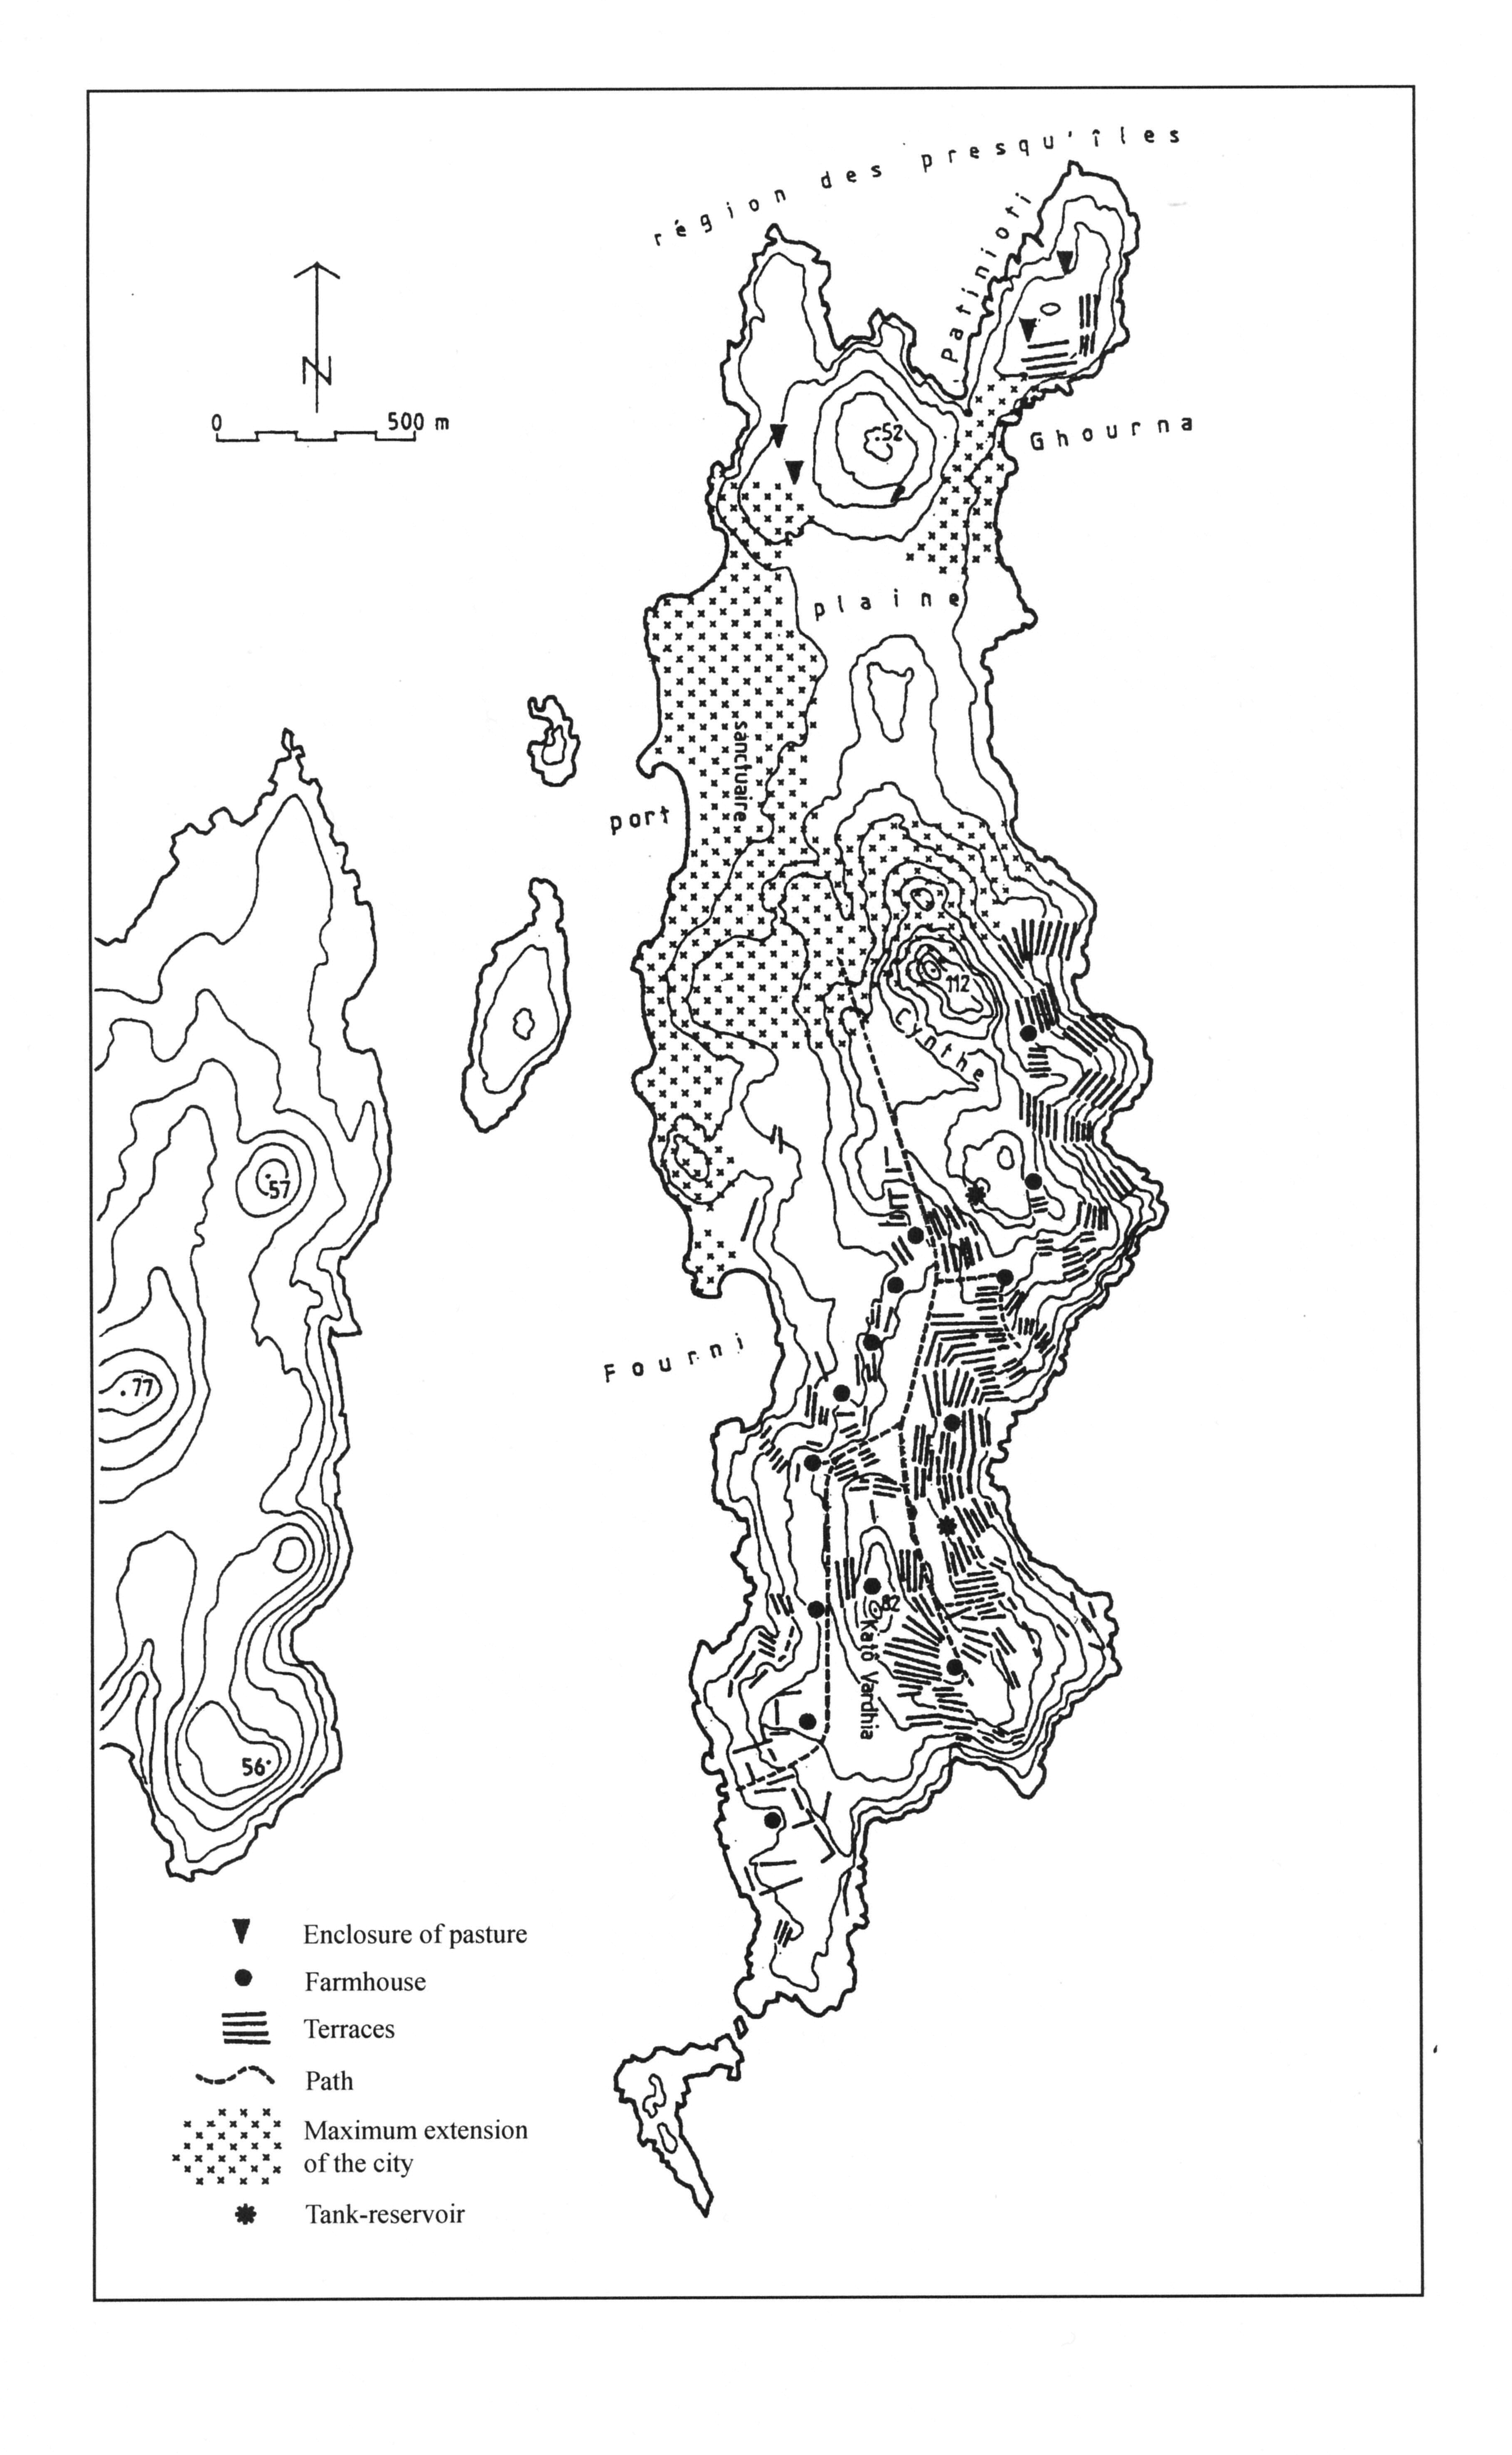 région des presqu'îles
Patinioti
N
0 500 m
.52
Ghourna
plaine
sanctuaire
port
112
Cynthe
57
Fourni
.77
82
Kato Vardhia
56.
Enclosure of pasture
Farmhouse
Terraces
Path
Maximum extension
of the city
Tank-reservoir